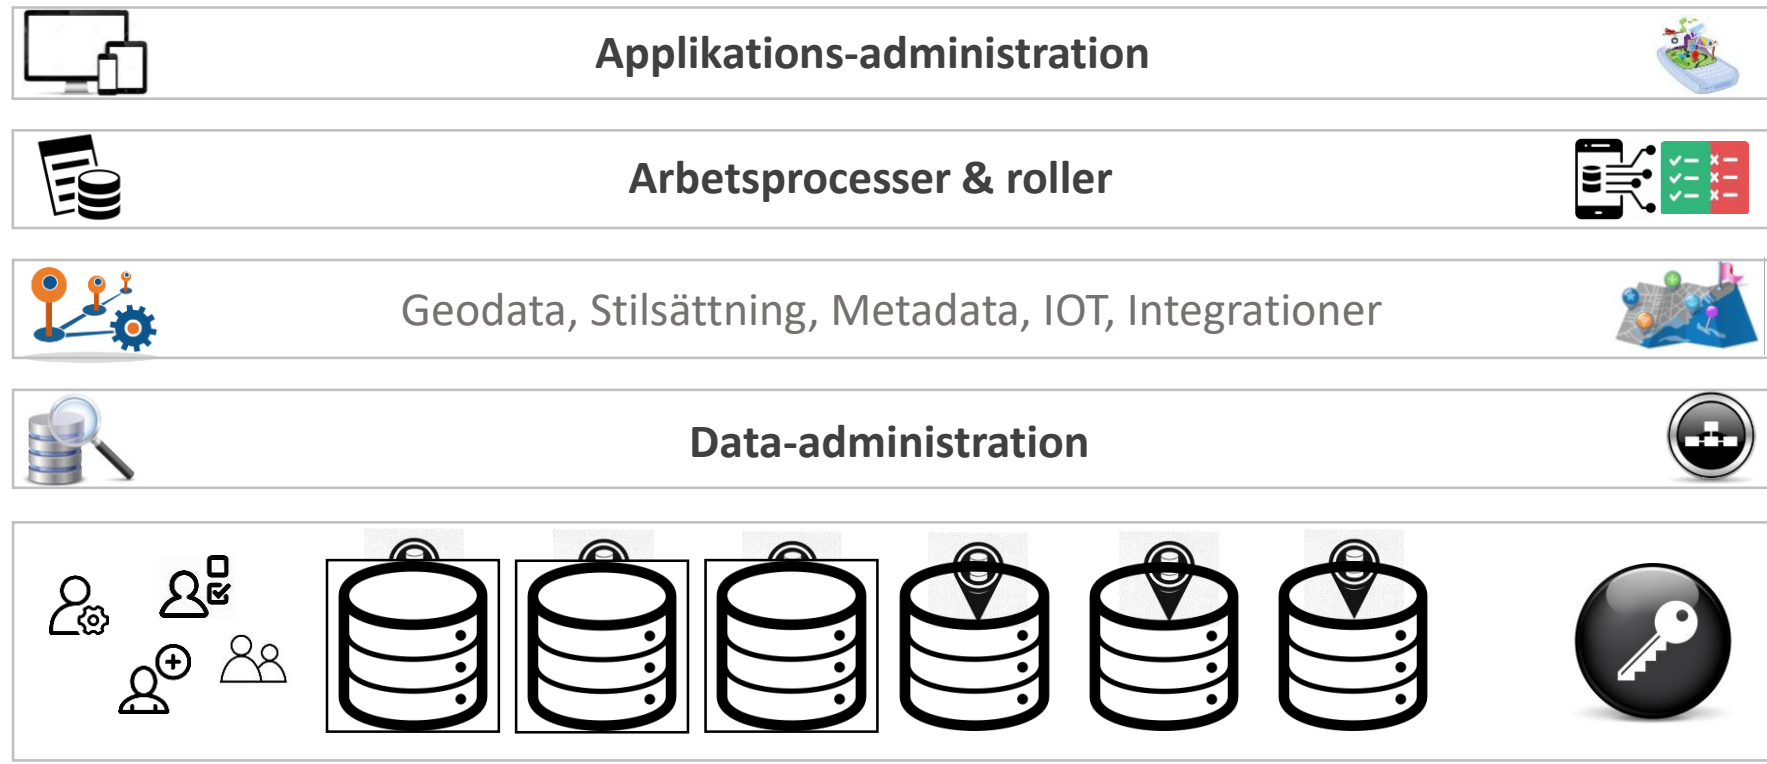 Applikations-administration
Arbetsprocesser & roller
Geodata, Stilsättning, Metadata, IOT, Integrationer
Data-administration